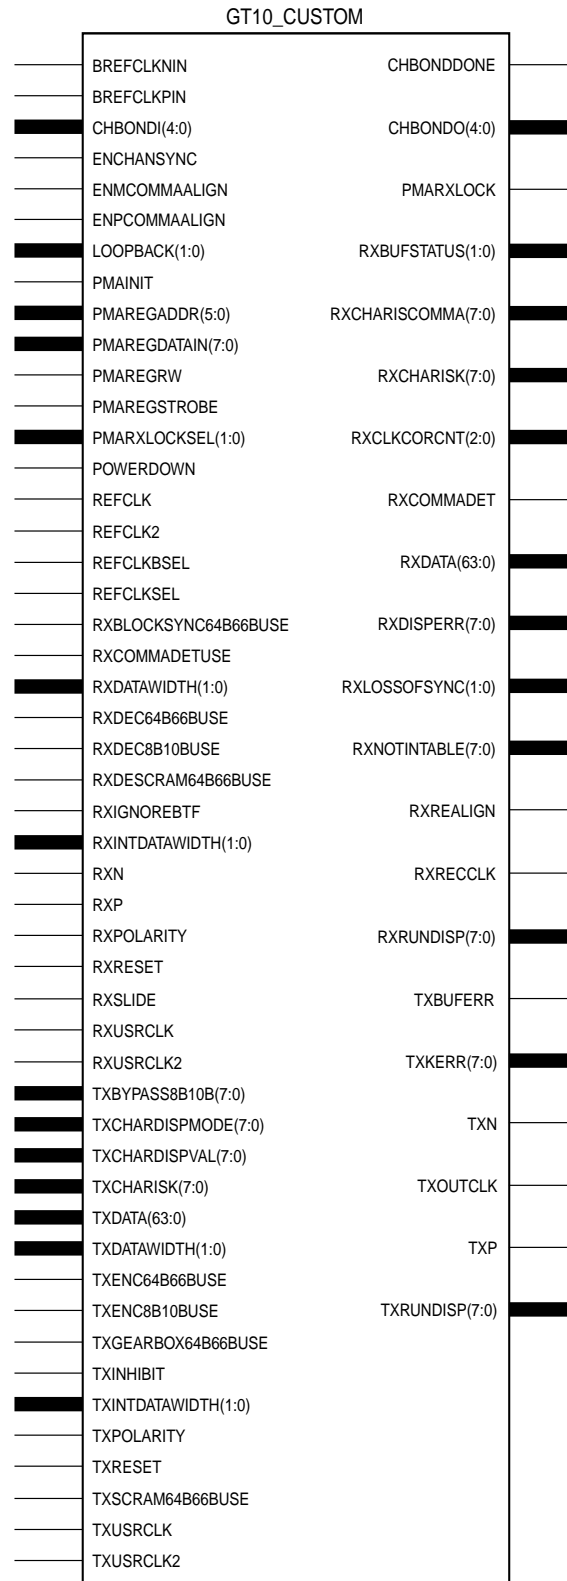 GT10_CUSTOM
BREFCLKNIN
BREFCLKPIN
CHBONDI(4:0)
ENCHANSYNC
ENMCOMMAALIGN
ENPCOMMAALIGN
LOOPBACK(1:0)
PMAINIT
PMAREGADDR(5:0)
PMAREGDATAIN(7:0)
PMAREGRW
PMAREGSTROBE
PMARXLOCKSEL(1:0)
POWERDOWN
REFCLK
REFCLK2
REFCLKBSEL
REFCLKSEL
RXBLOCKSYNC64B66BUSE
RXCOMMADETUSE
RXDATAWIDTH(1:0)
RXDEC64B66BUSE
RXDEC8B10BUSE
RXDESCRAM64B66BUSE
RXIGNOREBTF
RXINTDATAWIDTH(1:0)
RXN
RXP
RXPOLARITY
RXRESET
RXSLIDE
RXUSRCLK
RXUSRCLK2
TXBYPASS8B10B(7:0)
TXCHARDISPMODE(7:0)
TXCHARDISPVAL(7:0)
TXCHARISK(7:0)
TXDATA(63:0)
TXDATAWIDTH(1:0)
TXENC64B66BUSE
TXENC8B10BUSE
TXGEARBOX64B66BUSE
TXINHIBIT
TXINTDATAWIDTH(1:0)
TXPOLARITY
TXRESET
TXSCRAM64B66BUSE
TXUSRCLK
TXUSRCLK2
CHBONDDONE
CHBONDO(4:0)
PMARXLOCK
RXBUFSTATUS(1:0)
RXCHARISCOMMA(7:0)
RXCHARISK(7:0)
RXCLKCORCNT(2:0)
RXCOMMADET
RXDATA(63:0)
RXDISPERR(7:0)
RXLOSSOFSYNC(1:0)
RXNOTINTABLE(7:0)
RXREALIGN
RXRECCLK
RXRUNDISP(7:0)
TXBUFERR
TXKERR(7:0)
TXN
TXOUTCLK
TXP
TXRUNDISP(7:0)